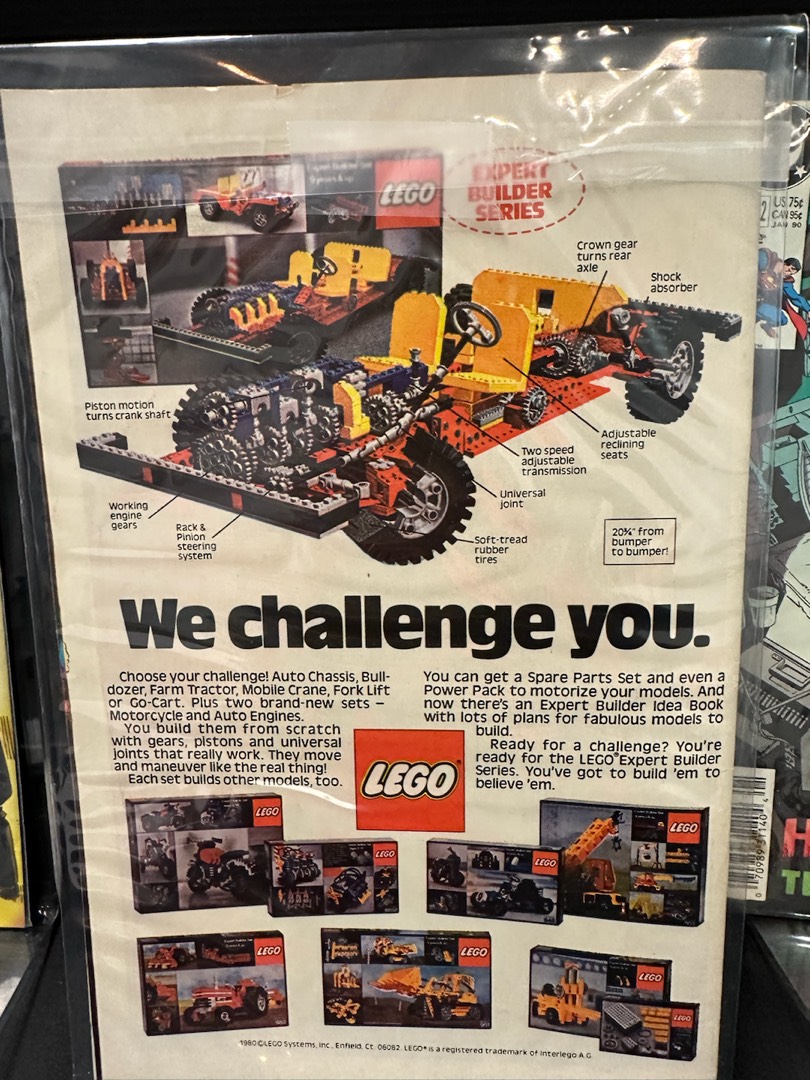 LEGO
EXPERT
BUILDER
SERIES
Crown gear
turns rear
axle
Shock
absorber
Piston motion
turns crank shaft
Adjustable
reclining
seats
Two speed
adjustable
transmission
Universal
joint
Working
engine
gears
Rack &
Pinion
steering
system
Soft-tread
rubber
tires
20¾" from
bumper
to bumper!
We challenge you.
Choose your challenge! Auto Chassis, Bull-
dozer, Farm Tractor, Mobile Crane, Fork Lift
or Go-Cart. Plus two brand-new sets –
Motorcycle and Auto Engines.
You build them from scratch
with gears, pistons and universal
joints that really work. They move
and maneuver like the real thing!
Each set builds other models, too.
You can get a Spare Parts Set and even a
Power Pack to motorize your models. And
now there's an Expert Builder Idea Book
with lots of plans for fabulous models to
build.
Ready for a challenge? You're
ready for the LEGO® Expert Builder
Series. You've got to build 'em to
believe 'em.
LEGO
LEGO
LEGO
LEGO
LEGO
LEGO
LEGO
LEGO
LEGO
1980 © LEGO Systems, Inc., Enfield, Ct. 06082. LEGO® is a registered trademark of Interlego A.G.
US 75¢
CAN 95¢
JAN 90
0 70989 31140 4
H
T